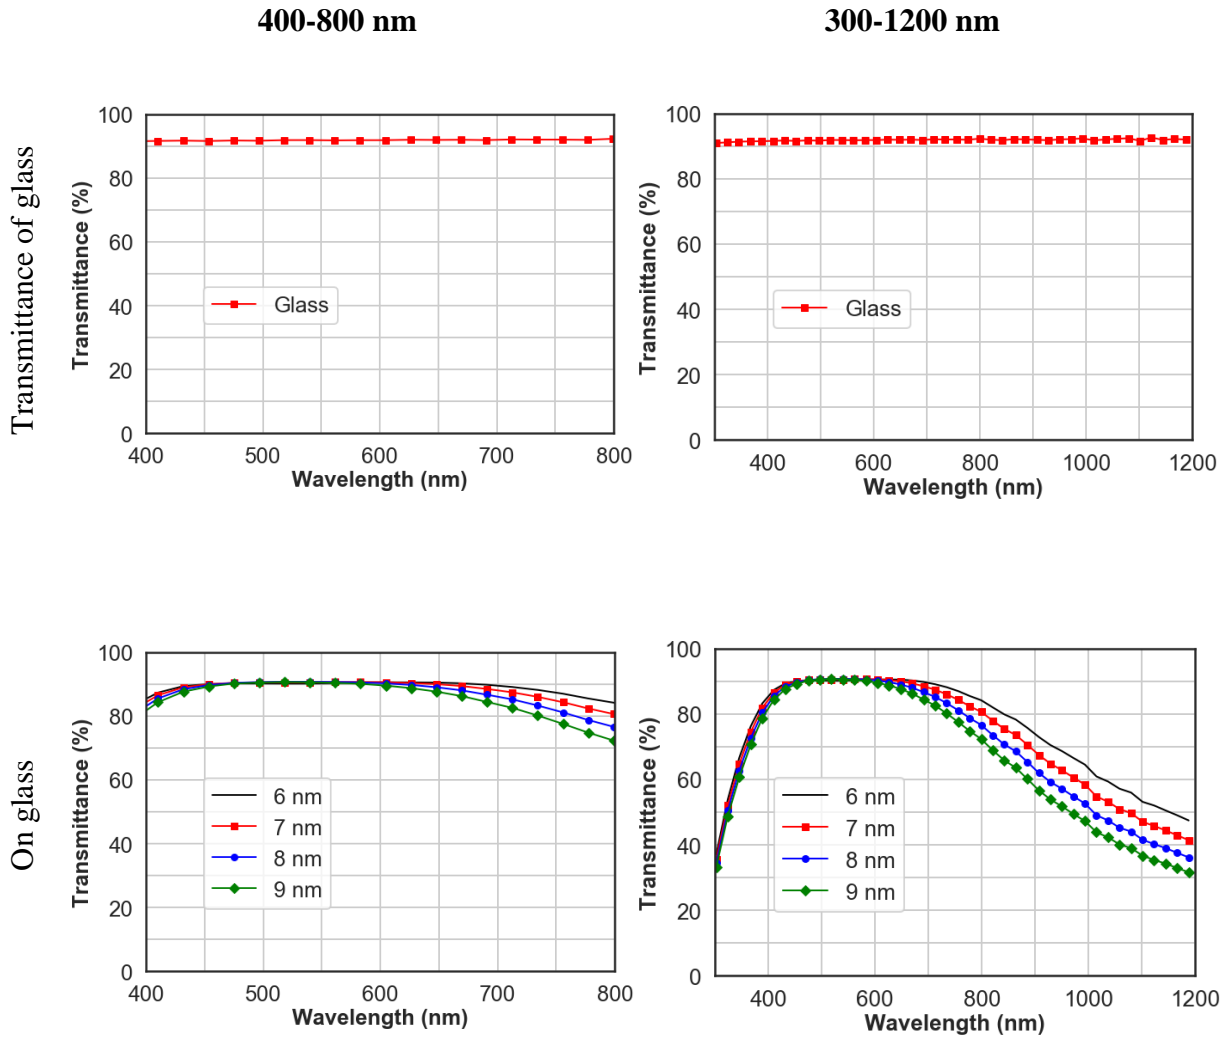 400-800 nm
300-1200 nm
Transmittance of glass
Transmittance (%)
100
80
60
40
20
0
Glass
400
500
600
700
800
Wavelength (nm)
Transmittance (%)
100
80
60
40
20
0
Glass
400
600
800
1000
1200
Wavelength (nm)
On glass
Transmittance (%)
100
80
60
40
20
0
6 nm
7 nm
8 nm
9 nm
400
500
600
700
800
Wavelength (nm)
Transmittance (%)
100
80
60
40
20
0
6 nm
7 nm
8 nm
9 nm
400
600
800
1000
1200
Wavelength (nm)